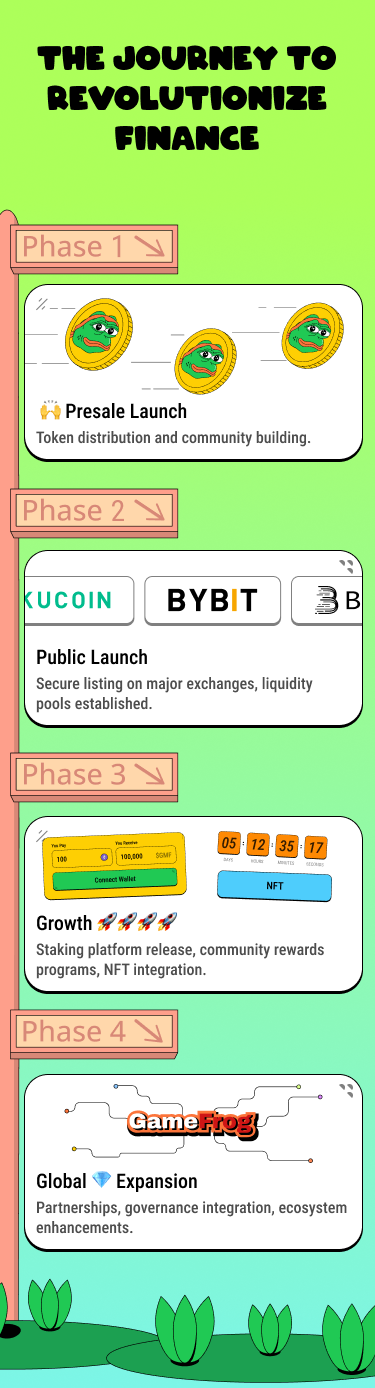 THE JOURNEY TO
REVOLUTIONIZE
FINANCE
Phase 1
🙌 Presale Launch
Token distribution and community building.
Phase 2
KUCOIN
BYBIT
B
Public Launch
Secure listing on major exchanges, liquidity
pools established.
Phase 3
You Pay
You Receive
100
100,000
$GMF
Connect Wallet
05 : 12 : 35 : 17
DAYS HOURS MINUTES SECONDS
NFT
Growth 🚀🚀🚀🚀
Staking platform release, community rewards
programs, NFT integration.
Phase 4
GameFrog
Global 💎 Expansion
Partnerships, governance integration, ecosystem
enhancements.